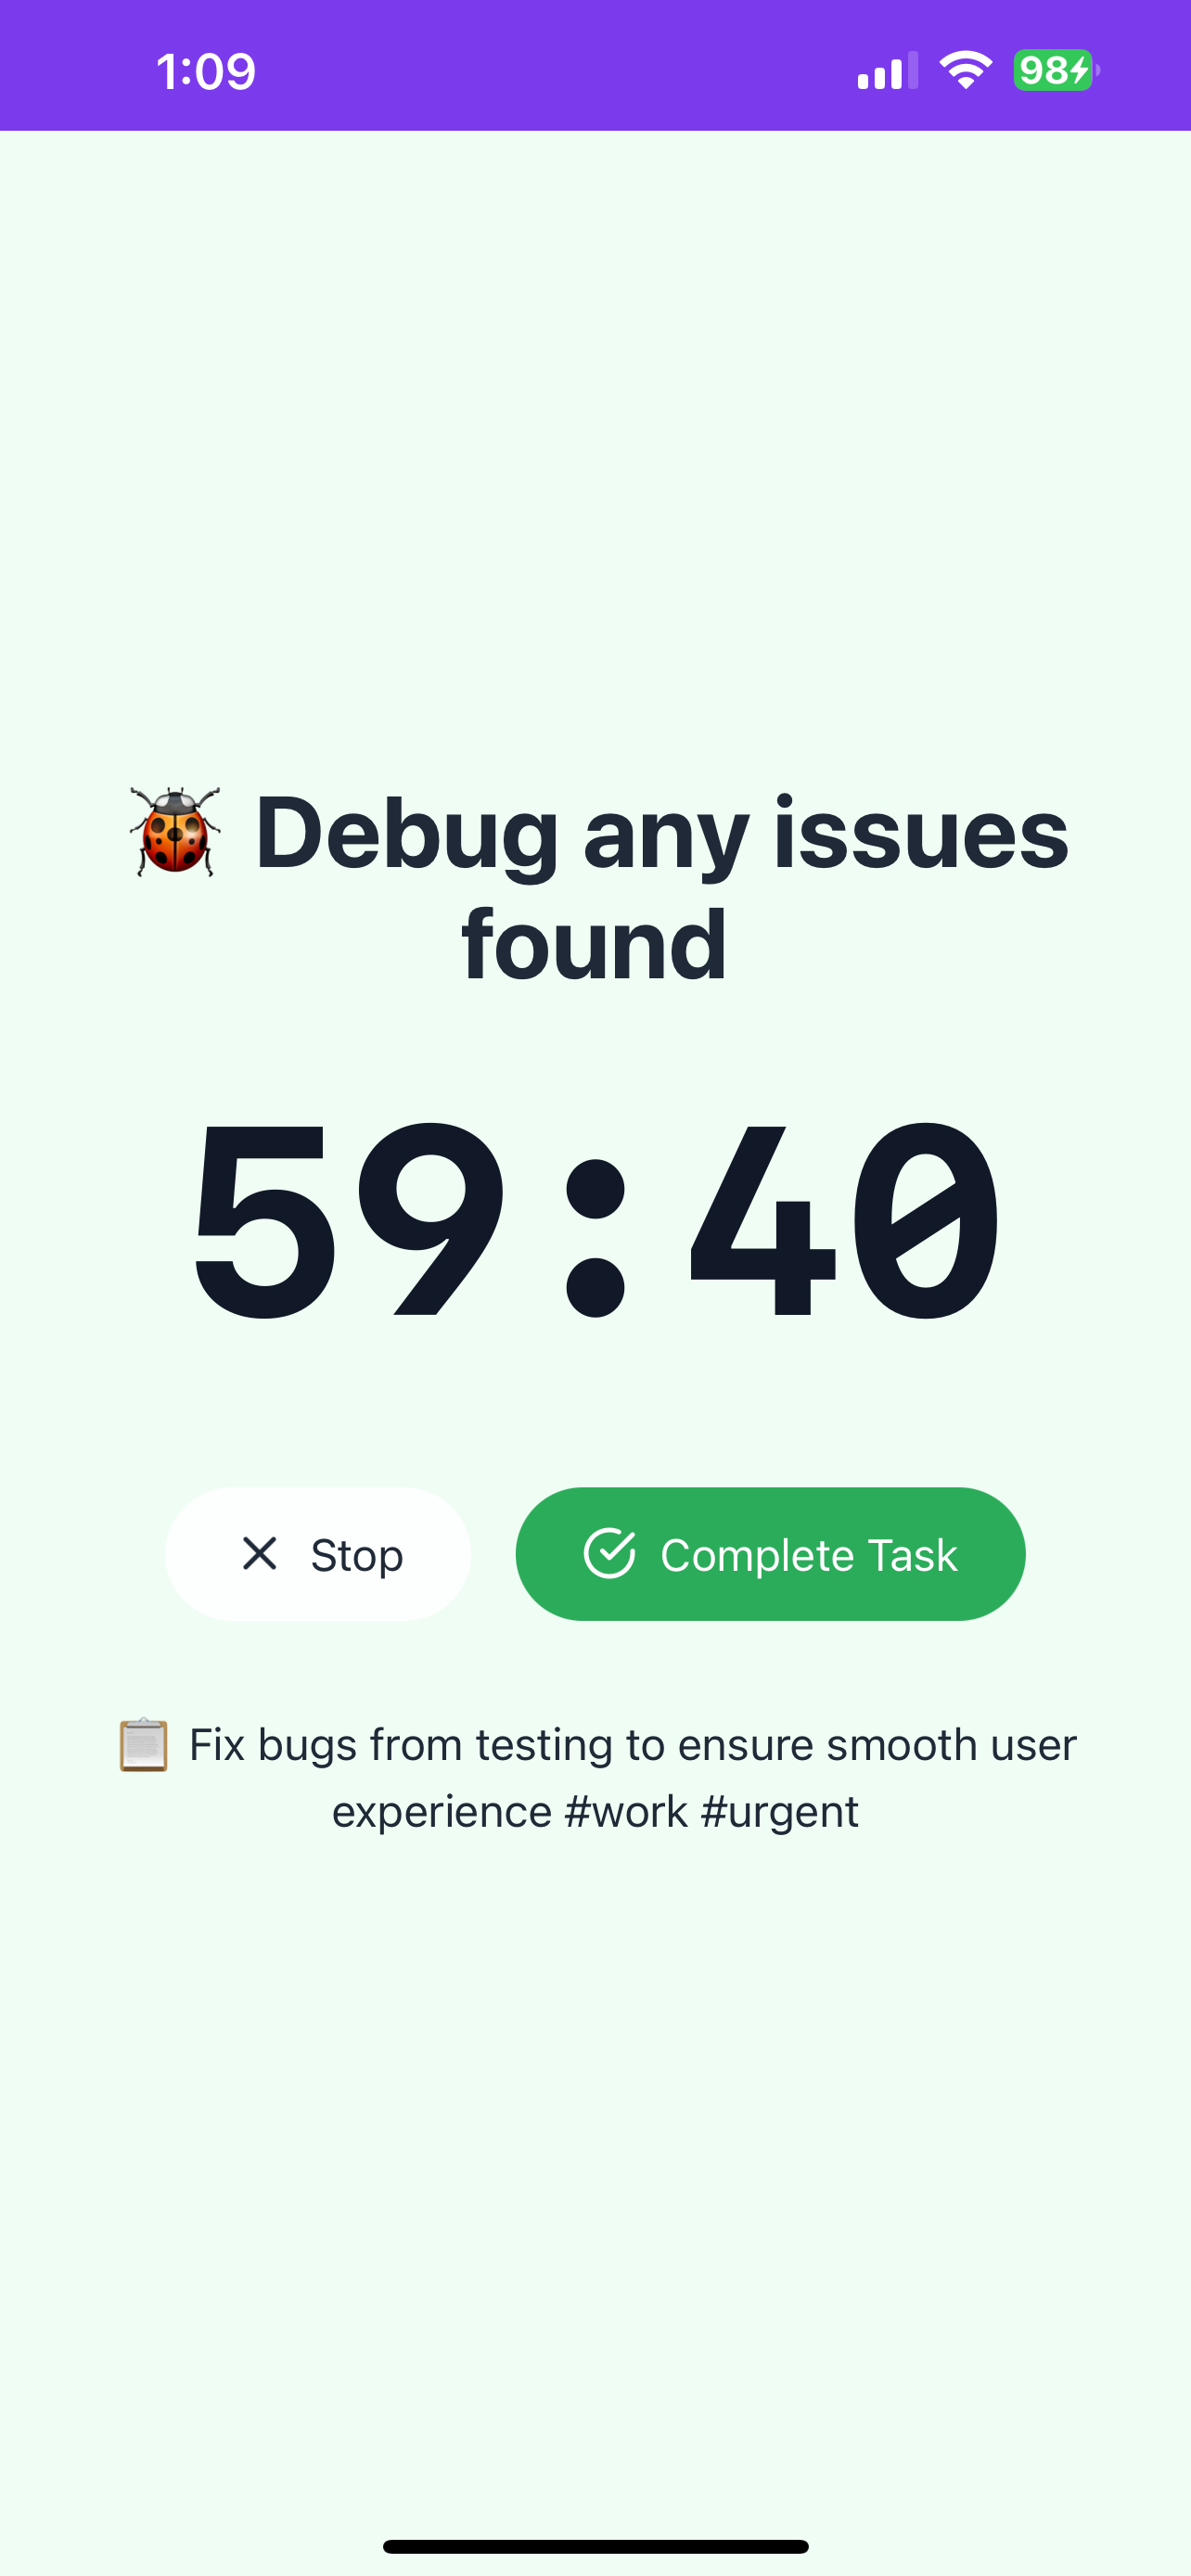 1:09
98
🐞 Debug any issues
found
59:40
Stop
Complete Task
📋 Fix bugs from testing to ensure smooth user
experience #work #urgent